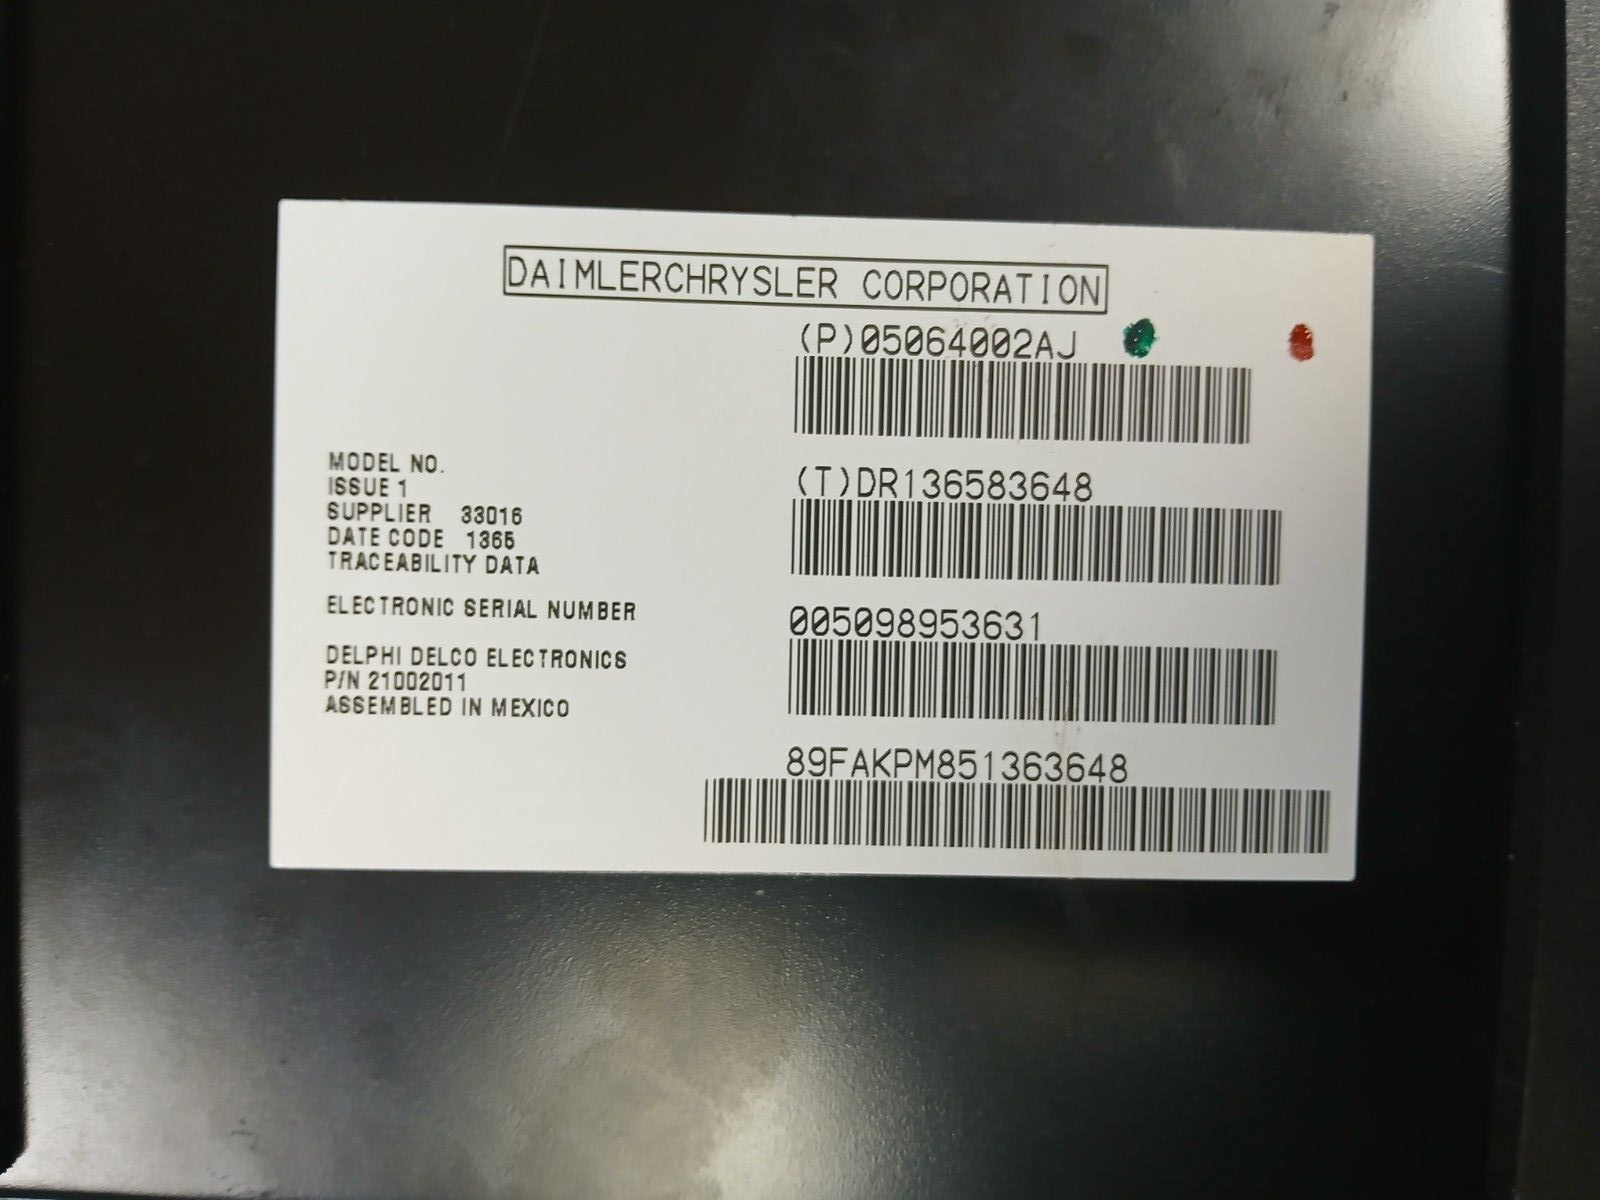 DAIMLERCHRYSLER CORPORATION
(P)05064002AJ
MODEL NO.
ISSUE 1
SUPPLIER 33016
DATE CODE 1365
TRACEABILITY DATA
(T)DR136583648
ELECTRONIC SERIAL NUMBER
005098953631
DELPHI DELCO ELECTRONICS
P/N 21002011
ASSEMBLED IN MEXICO
89FAKPM851363648